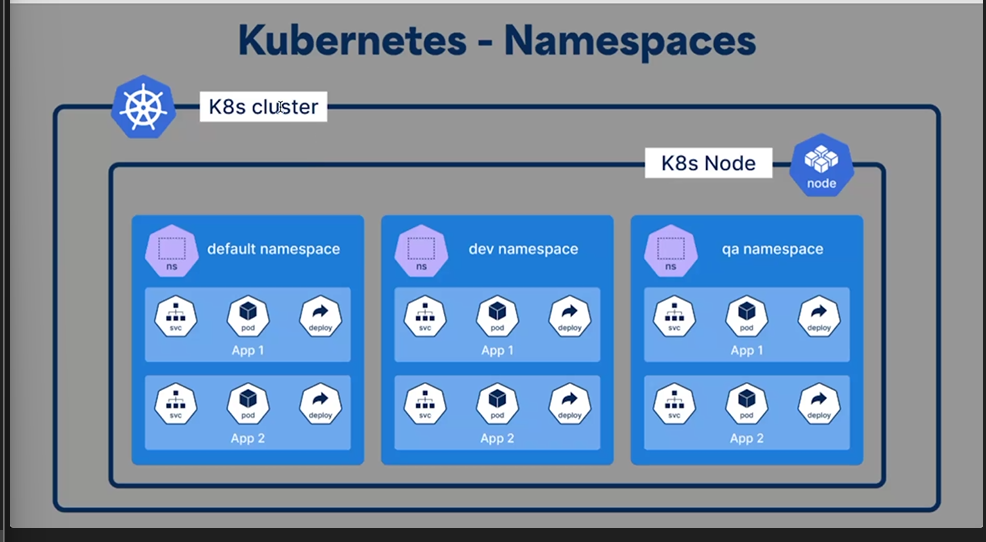 Kubernetes - Namespaces
K8s cluster
K8s Node
node
default namespace
ns
svc pod deploy
App 1
svc pod deploy
App 2
dev namespace
ns
svc pod deploy
App 1
svc pod deploy
App 2
qa namespace
ns
svc pod deploy
App 1
svc pod deploy
App 2